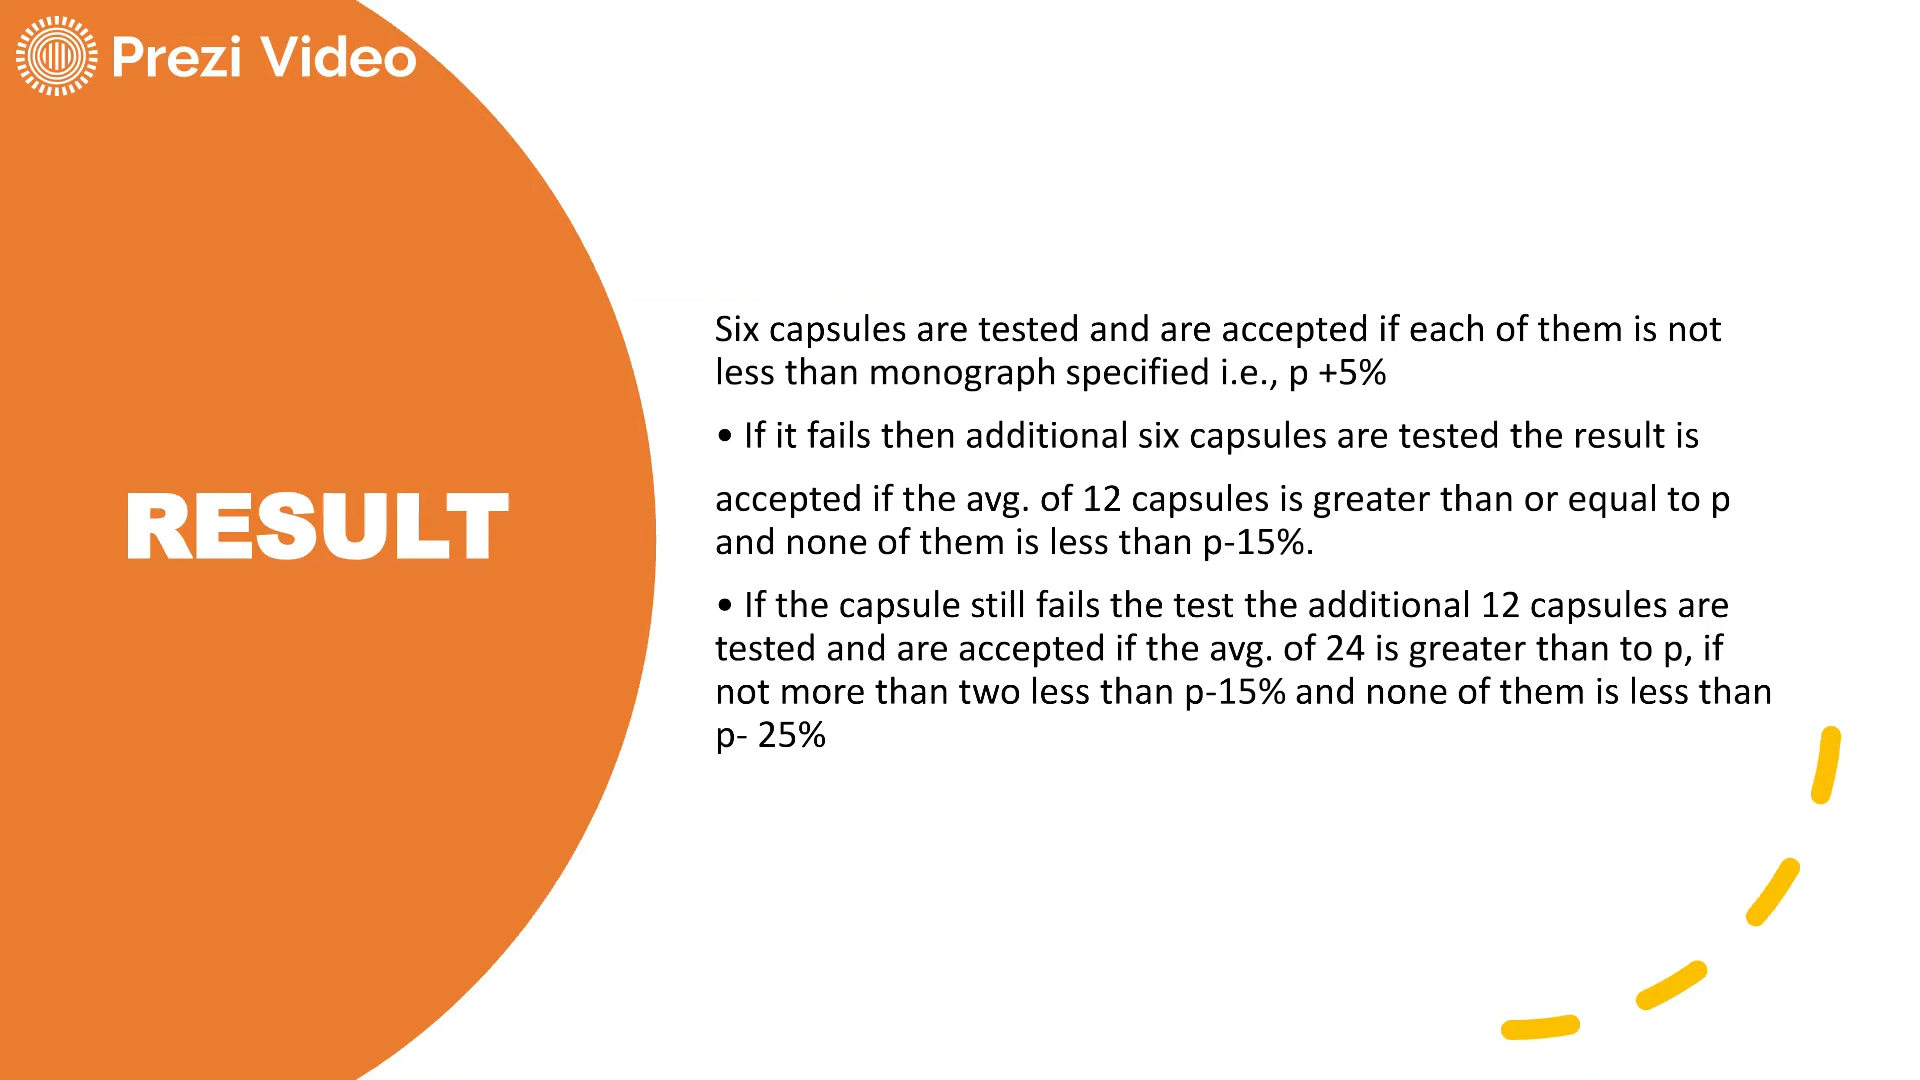 Prezi Video
RESULT
Six capsules are tested and are accepted if each of them is not
less than monograph specified i.e., p +5%
• If it fails then additional six capsules are tested the result is
accepted if the avg. of 12 capsules is greater than or equal to p
and none of them is less than p-15%.
• If the capsule still fails the test the additional 12 capsules are
tested and are accepted if the avg. of 24 is greater than to p, if
not more than two less than p-15% and none of them is less than
p- 25%